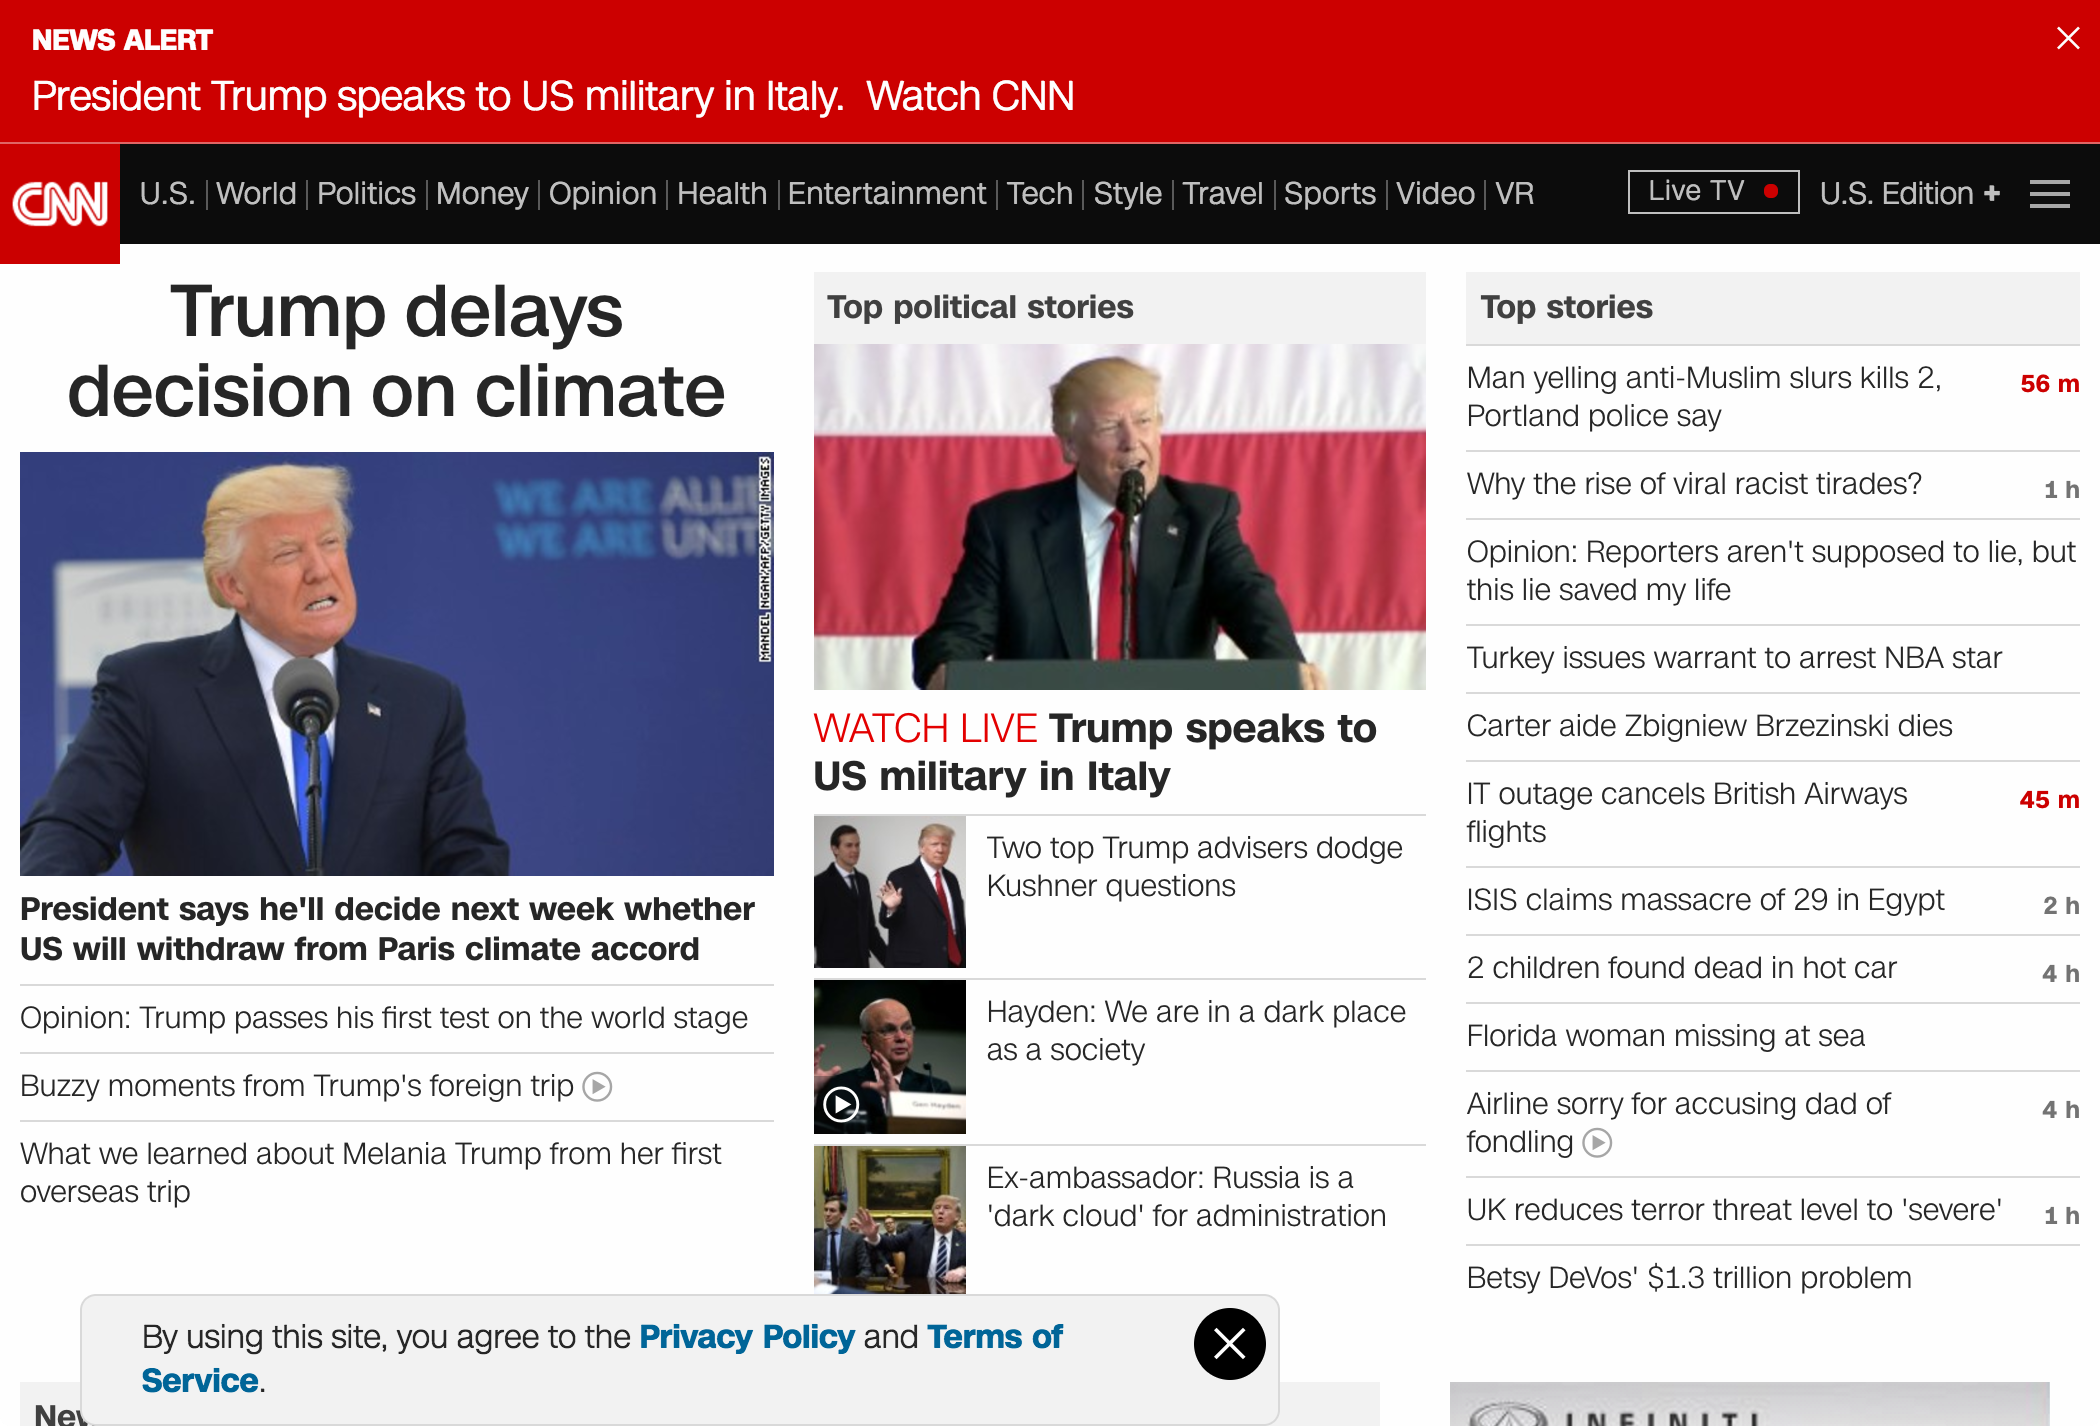 NEWS ALERT
President Trump speaks to US military in Italy. Watch CNN
CNN
U.S. World Politics Money Opinion Health Entertainment Tech Style Travel Sports Video VR
Live TV
U.S. Edition +
Trump delays
decision on climate
WE ARE ALLI
WE ARE UNIT
MANDEL NGAN/AFP/GETTY IMAGES
President says he'll decide next week whether
US will withdraw from Paris climate accord
Opinion: Trump passes his first test on the world stage
Buzzy moments from Trump's foreign trip
What we learned about Melania Trump from her first
overseas trip
Top political stories
WATCH LIVE Trump speaks to
US military in Italy
Two top Trump advisers dodge
Kushner questions
Hayden: We are in a dark place
as a society
Gen Hayden
Ex-ambassador: Russia is a
'dark cloud' for administration
Top stories
Man yelling anti-Muslim slurs kills 2, 56 m
Portland police say
Why the rise of viral racist tirades? 1 h
Opinion: Reporters aren't supposed to lie, but
this lie saved my life
Turkey issues warrant to arrest NBA star
Carter aide Zbigniew Brzezinski dies
IT outage cancels British Airways 45 m
flights
ISIS claims massacre of 29 in Egypt 2 h
2 children found dead in hot car 4 h
Florida woman missing at sea
Airline sorry for accusing dad of 4 h
fondling
UK reduces terror threat level to 'severe' 1 h
Betsy DeVos' $1.3 trillion problem
By using this site, you agree to the Privacy Policy and Terms of
Service.
INFINITI